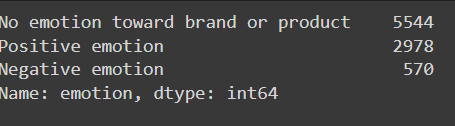 No emotion toward brand or product    5544
Positive emotion                      2978
Negative emotion                       570
Name: emotion, dtype: int64